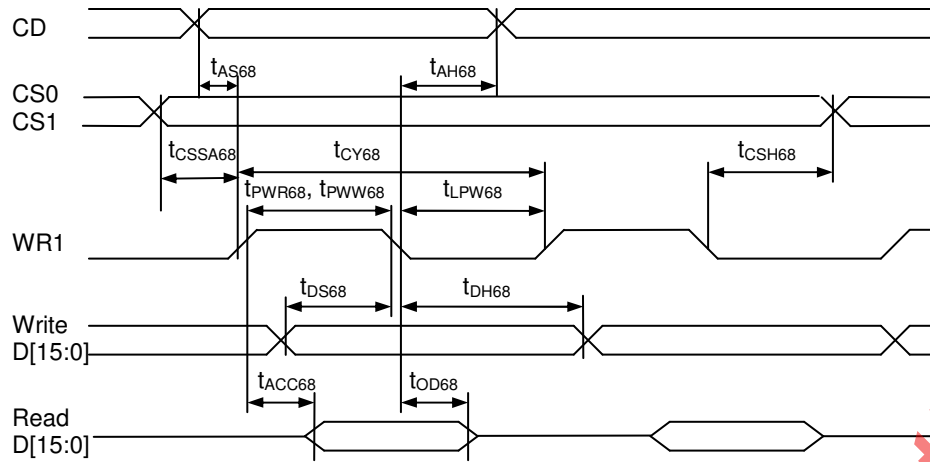 CD
tAS68
tAH68
CS0
CS1
tCSSA68
tCY68
tCSH68
tPWR68, tPWW68
tLPW68
WR1
tDS68
tDH68
Write
D[15:0]
tACC68
tOD68
Read
D[15:0]